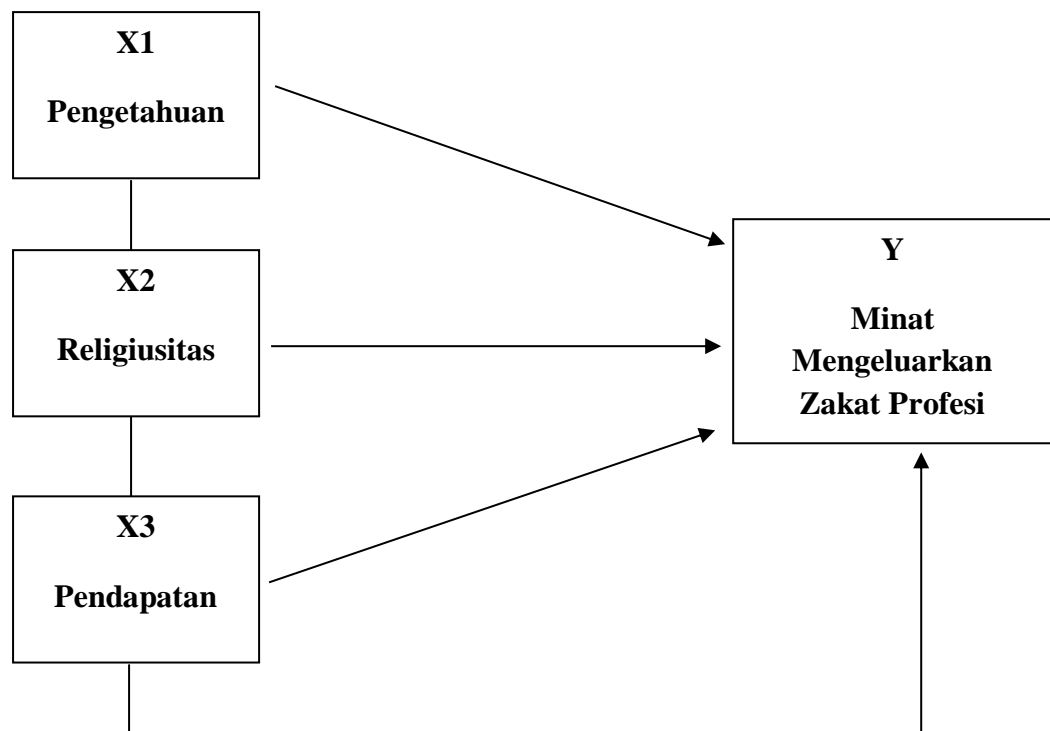 X1
Pengetahuan
X2
Religiusitas
X3
Pendapatan
Y
Minat
Mengeluarkan
Zakat Profesi